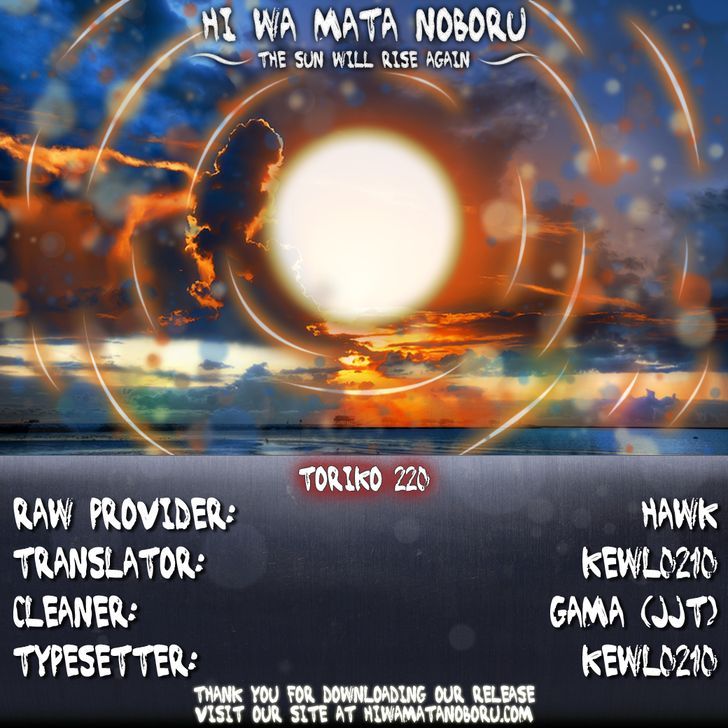 HI WA MATA NOBORU
THE SUN WILL RISE AGAIN
TORIKO 220
RAW PROVIDER: HAWK
TRANSLATOR: KEWL0210
CLEANER: GAMA (JJT)
TYPESETTER: KEWL0210
THANK YOU FOR DOWNLOADING OUR RELEASE
VISIT OUR SITE AT HIWAMATANOBORU.COM